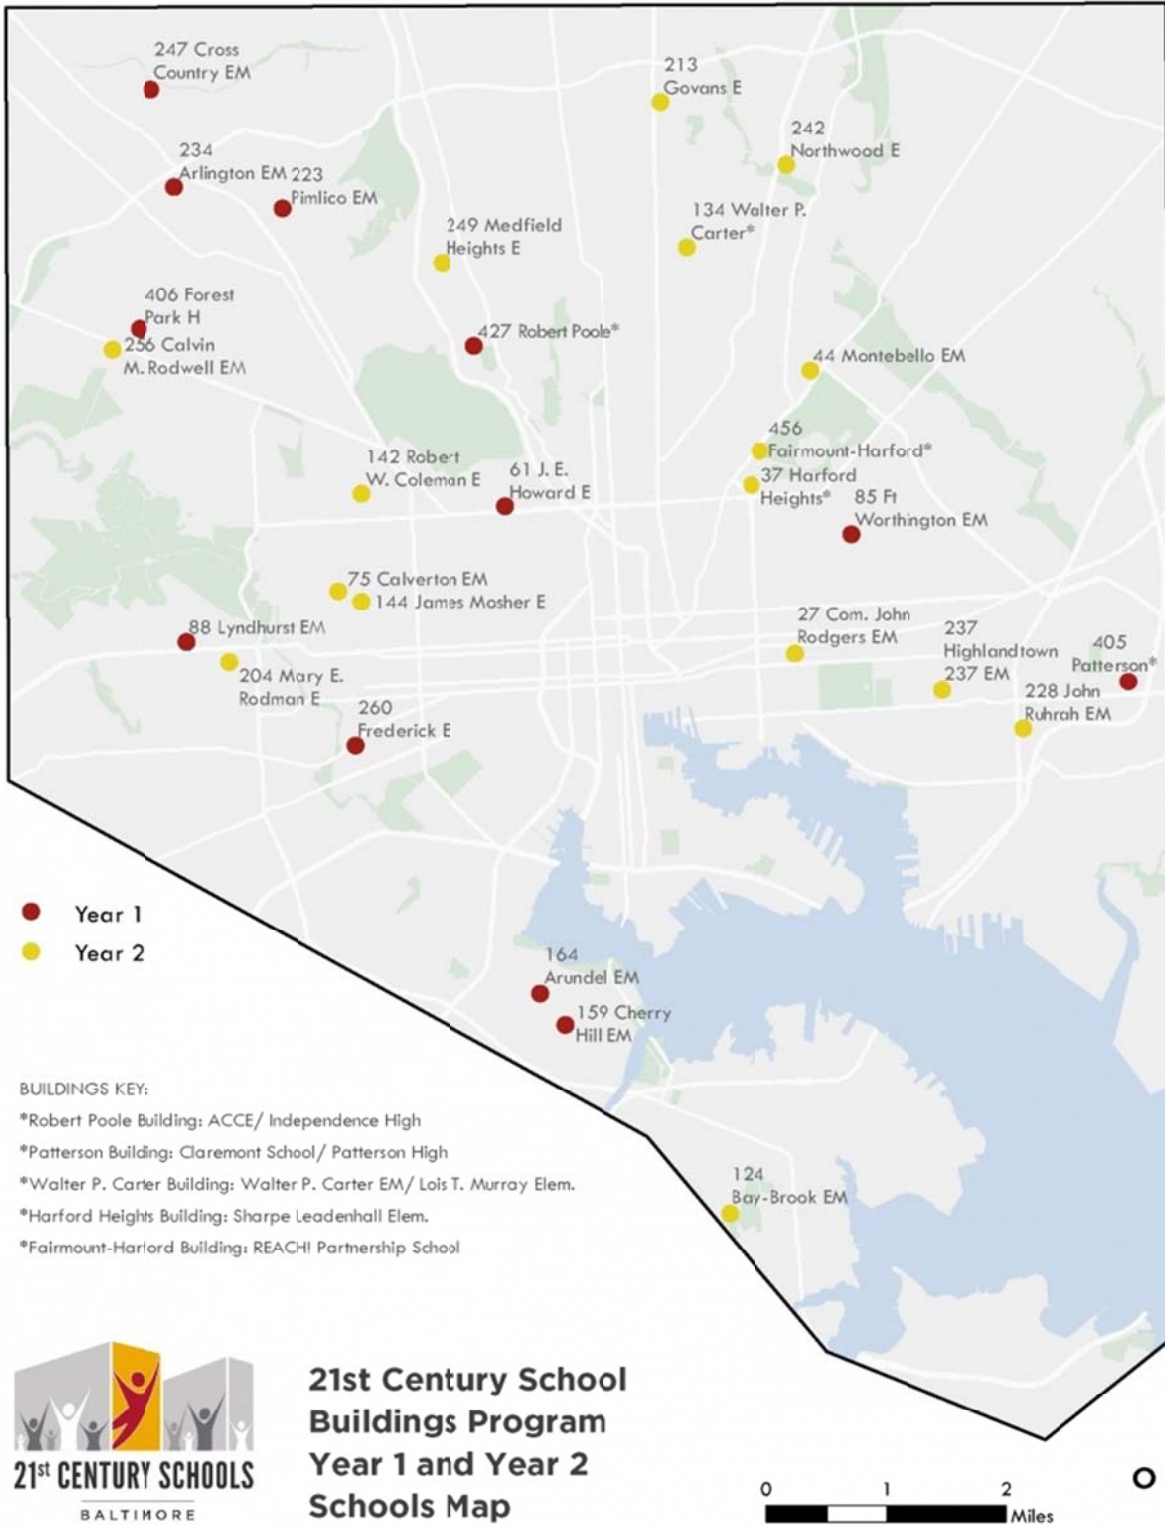 247 Cross
Country EM
213
Govans E
242
Northwood E
234
Arlington EM
223
Pimlico EM
134 Walter P.
Carter*
249 Medfield
Heights E
406 Forest
Park H
256 Calvin
M. Rodwell EM
427 Robert Poole*
44 Montebello EM
456
Fairmount-Harford*
37 Harford
Heights*
142 Robert
W. Coleman E
61 J. E.
Howard E
85 Ft
Worthington EM
75 Calverton EM
144 James Mosher E
88 Lyndhurst EM
204 Mary E.
Rodman E
27 Com. John
Rodgers EM
237
Highlandtown
237 EM
405
Patterson*
228 John
Ruhrah EM
260
Frederick E
Year 1
Year 2
164
Arundel EM
159 Cherry
Hill EM
BUILDINGS KEY:
*Robert Poole Building: ACCE/ Independence High
*Patterson Building: Claremont School/ Patterson High
*Walter P. Carter Building: Walter P. Carter EM/ Lois T. Murray Elem.
*Harford Heights Building: Sharpe Leadenhall Elem.
*Fairmount-Harford Building: REACH! Partnership School
124
Bay-Brook EM
21st CENTURY SCHOOLS
BALTIMORE
21st Century School
Buildings Program
Year 1 and Year 2
Schools Map
0 1 2
Miles